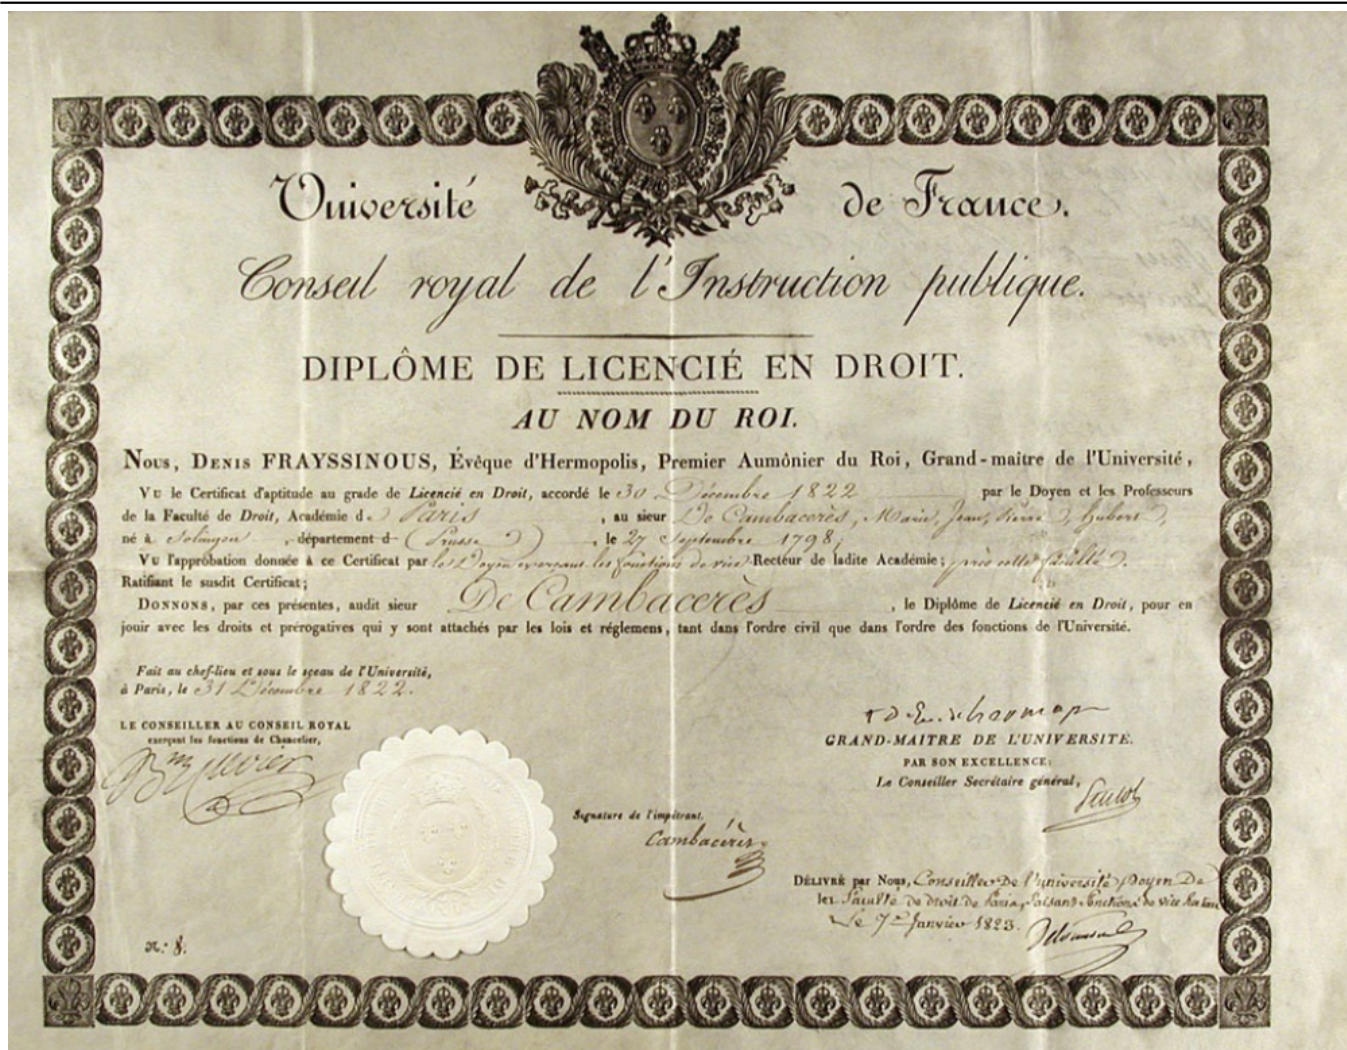 Université de France.
Conseil royal de l'Instruction publique.
DIPLÔME DE LICENCIÉ EN DROIT.
AU NOM DU ROI.
Nous, Denis FRAYSSINOUS, Évêque d'Hermopolis, Premier Aumônier du Roi, Grand-maître de l'Université,
Vu le Certificat d'aptitude au grade de Licencié en Droit, accordé le 30 Décembre 1822 par le Doyen et les Professeurs
de la Faculté de Droit, Académie d Paris, au sieur De Cambacerès, Marie, Jean, Pierre, Hubert,
né à Solingen, département d (Prusse), le 27 Septembre 1798;
Vu l'approbation donnée à ce Certificat par le Doyen exerçant les fonctions de vice Recteur de ladite Académie; près cette faculté.
Ratifiant le susdit Certificat;
Donnons, par ces présentes, audit sieur De Cambacerès, le Diplôme de Licencié en Droit, pour en
jouir avec les droits et prérogatives qui y sont attachés par les lois et réglemens, tant dans l'ordre civil que dans l'ordre des fonctions de l'Université.
Fait au chef-lieu et sous le sceau de l'Université,
à Paris, le 31 Décembre 1822.
LE CONSEILLER AU CONSEIL ROYAL
exerçant les fonctions de Chancelier,
Bon Cuvier
GRAND-MAITRE DE L'UNIVERSITÉ.
PAR SON EXCELLENCE:
Le Conseiller Secrétaire général,
Signature de l'impétrant.
Cambacérès
DÉLIVRÉ par Nous, Conseiller De l'université Doyen De
la Faculté de droit de Paris, faisant fonctions de vice Recteur
Le 7 Janvier 1823.
n.° 8.